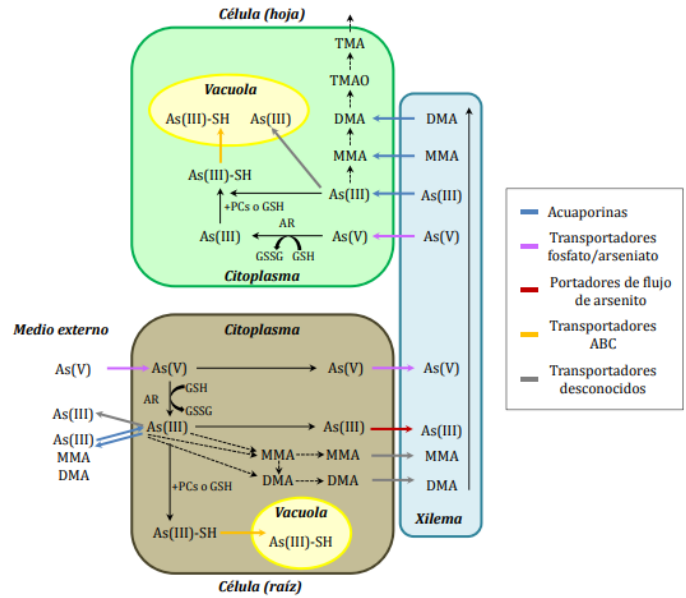 Célula (hoja)
TMA
TMAO
Vacuola
As(III)-SH As(III) DMA DMA
MMA MMA
As(III)-SH
As(III) As(III)
+PCs o GSH
AR
As(III) As(V) As(V)
GSSG GSH
Citoplasma
Acuaporinas
Transportadores
fosfato/arseniato
Portadores de flujo
de arsenito
Transportadores
ABC
Transportadores
desconocidos
Medio externo Citoplasma
As(V) As(V) As(V) As(V)
GSH
AR
GSSG
As(III)
As(III) As(III) As(III)
As(III)
MMA MMA MMA MMA
DMA DMA DMA DMA
+PCs o GSH
Vacuola
As(III)-SH As(III)-SH
Xilema
Célula (raíz)